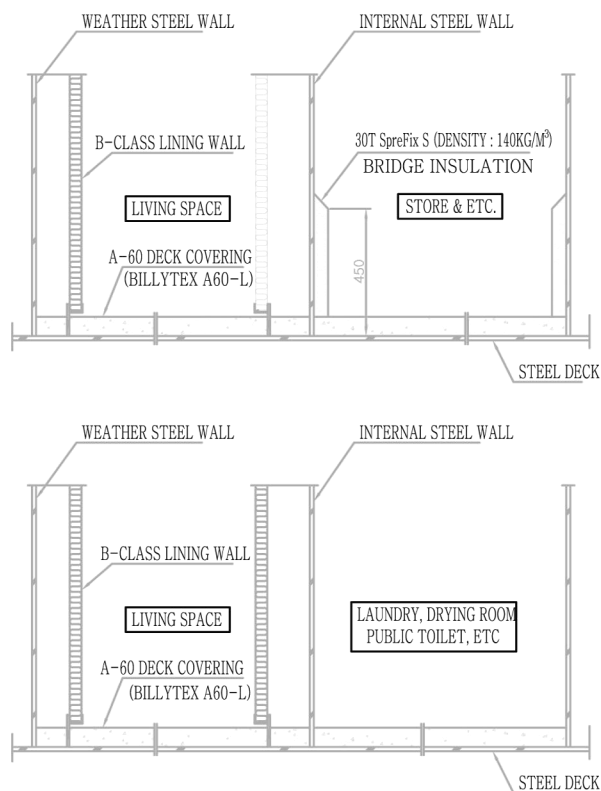 WEATHER STEEL WALL
INTERNAL STEEL WALL
B-CLASS LINING WALL
30T SpreFix S (DENSITY : 140KG/M³)
BRIDGE INSULATION
LIVING SPACE
STORE & ETC.
A-60 DECK COVERING
(BILLYTEX A60-L)
450
STEEL DECK
WEATHER STEEL WALL
INTERNAL STEEL WALL
B-CLASS LINING WALL
LIVING SPACE
LAUNDRY, DRYING ROOM
PUBLIC TOILET, ETC
A-60 DECK COVERING
(BILLYTEX A60-L)
STEEL DECK